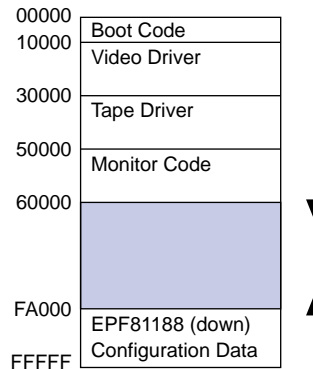 00000
Boot Code
10000
Video Driver
30000
Tape Driver
50000
Monitor Code
60000
FA000
EPF81188 (down)
Configuration Data
FFFFF